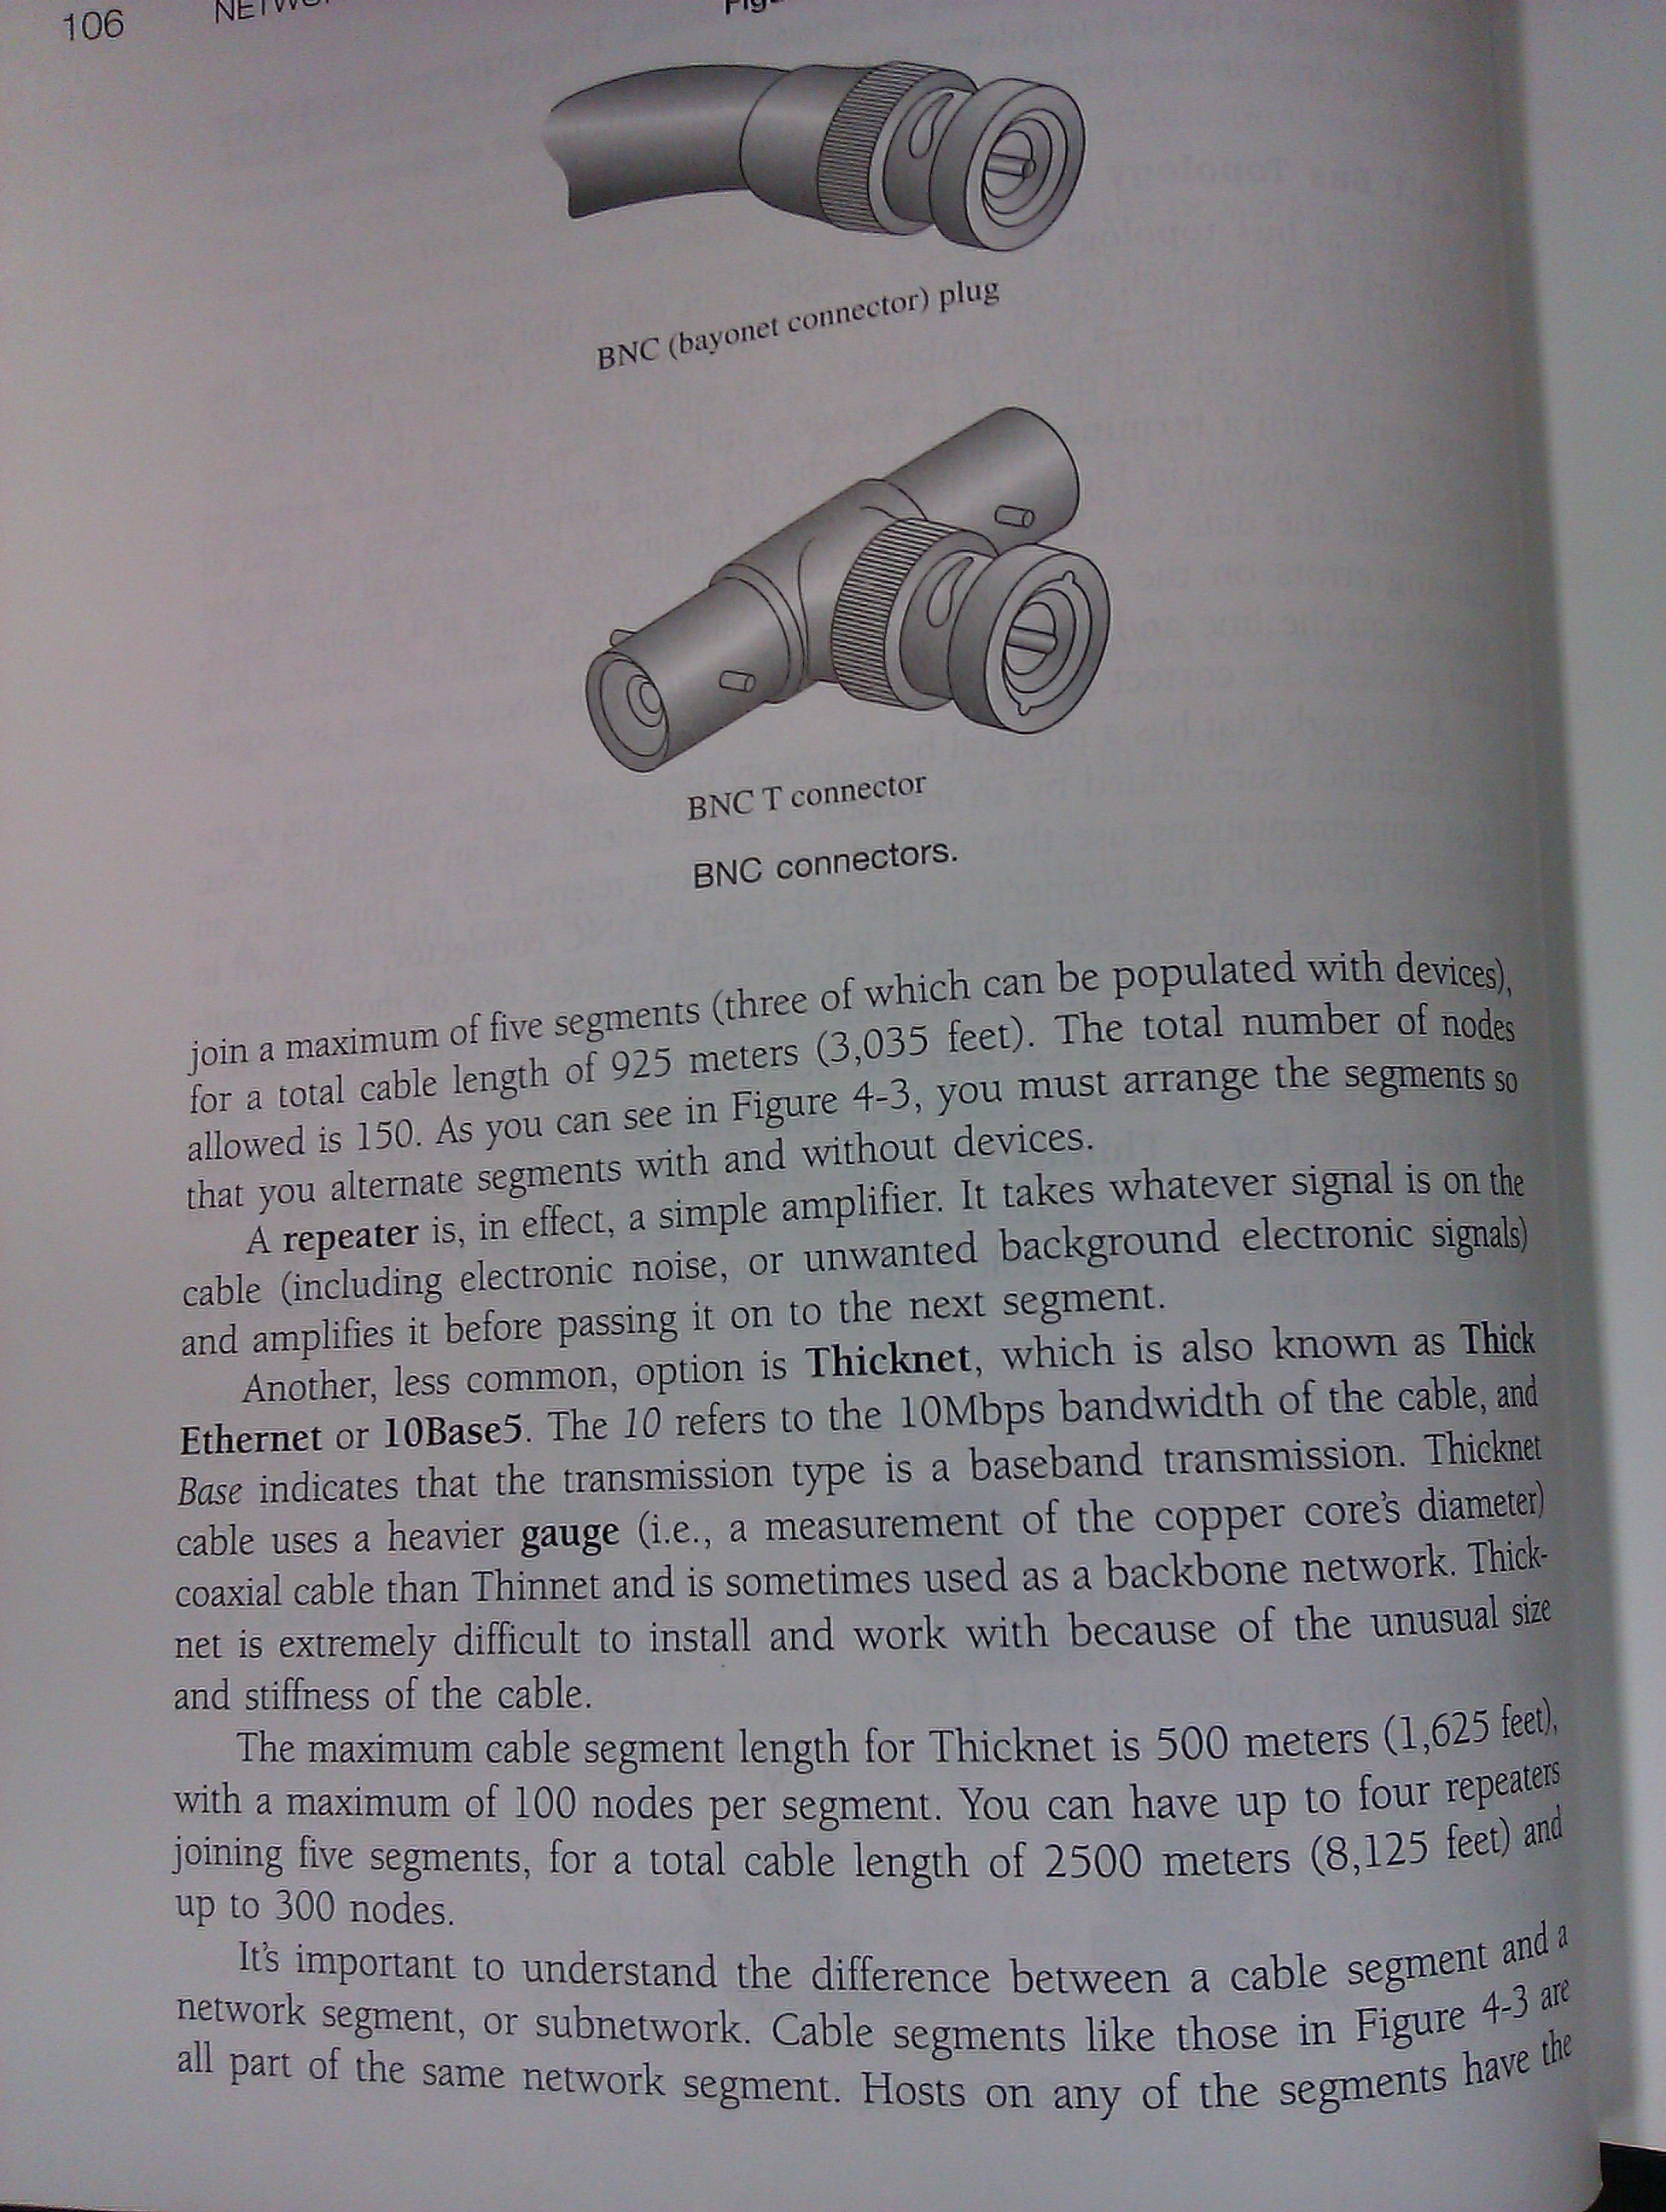 106
BNC (bayonet connector) plug
BNC T connector
BNC connectors.
join a maximum of five segments (three of which can be populated with devices),
for a total cable length of 925 meters (3,035 feet). The total number of nodes
allowed is 150. As you can see in Figure 4-3, you must arrange the segments so
that you alternate segments with and without devices.
A repeater is, in effect, a simple amplifier. It takes whatever signal is on the
cable (including electronic noise, or unwanted background electronic signals)
and amplifies it before passing it on to the next segment.
Another, less common, option is Thicknet, which is also known as Thick
Ethernet or 10Base5. The 10 refers to the 10Mbps bandwidth of the cable, and
Base indicates that the transmission type is a baseband transmission. Thicknet
cable uses a heavier gauge (i.e., a measurement of the copper core's diameter)
coaxial cable than Thinnet and is sometimes used as a backbone network. Thick-
net is extremely difficult to install and work with because of the unusual size
and stiffness of the cable.
The maximum cable segment length for Thicknet is 500 meters (1,625 feet),
with a maximum of 100 nodes per segment. You can have up to four repeaters
joining five segments, for a total cable length of 2500 meters (8,125 feet) and
up to 300 nodes.
It's important to understand the difference between a cable segment and a
network segment, or subnetwork. Cable segments like those in Figure 4-3 are
all part of the same network segment. Hosts on any of the segments have the